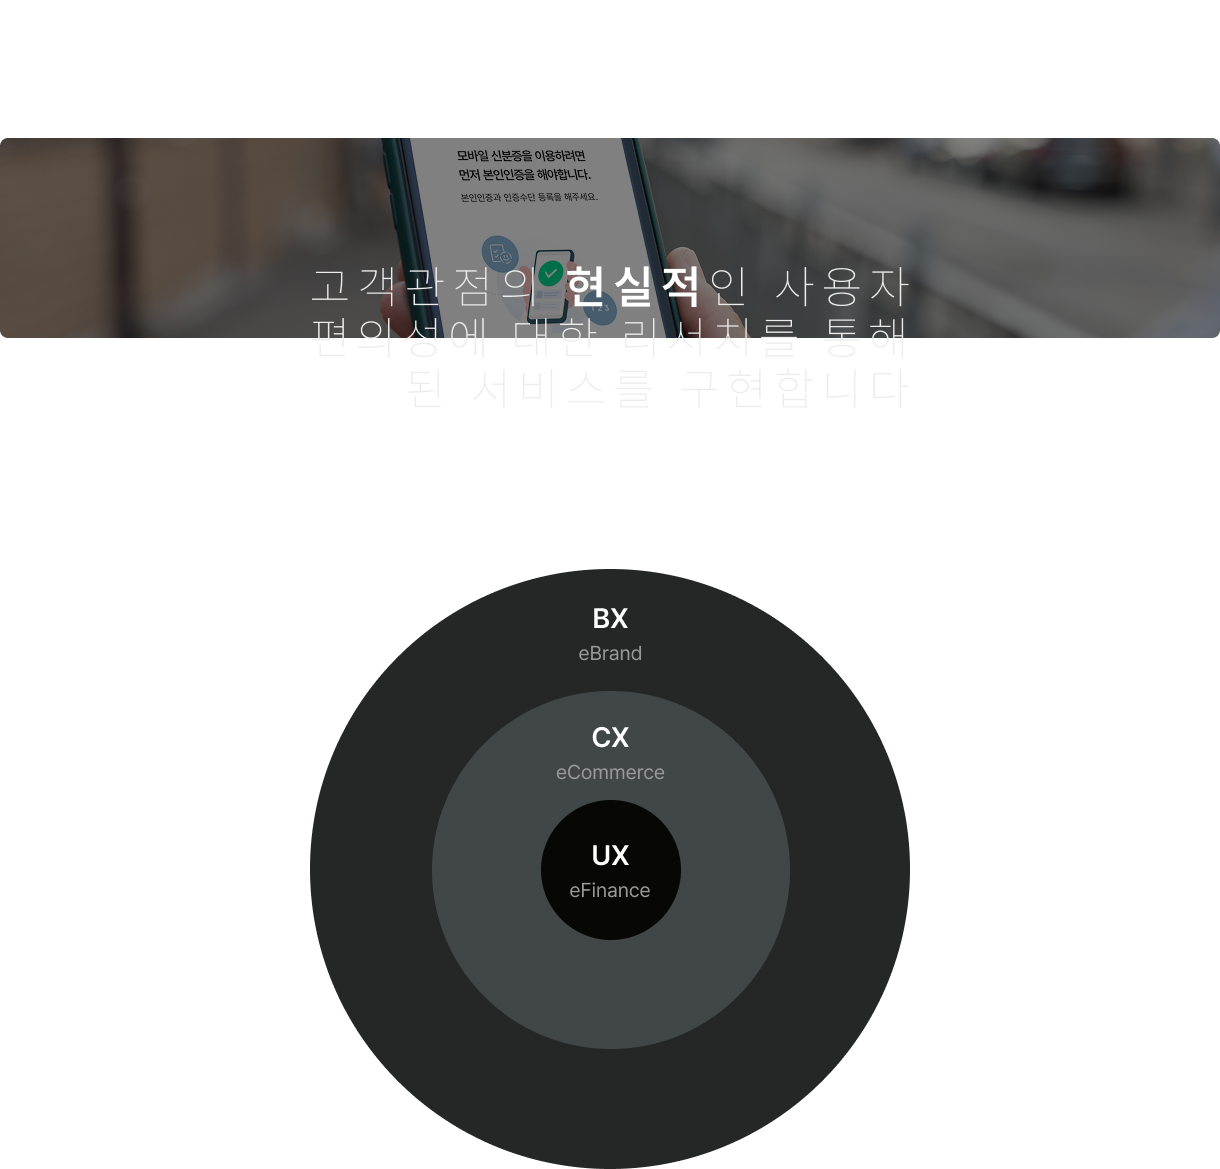 모바일 신분증을 이용하려면
먼저 본인인증을 해야합니다.
본인인증과 인증수단 등록을 해주세요.
123
고객관점의 현실적인 사용자
편의성에 대한 리서치를 통해
된 서비스를 구현합니다
BX
eBrand
CX
eCommerce
UX
eFinance